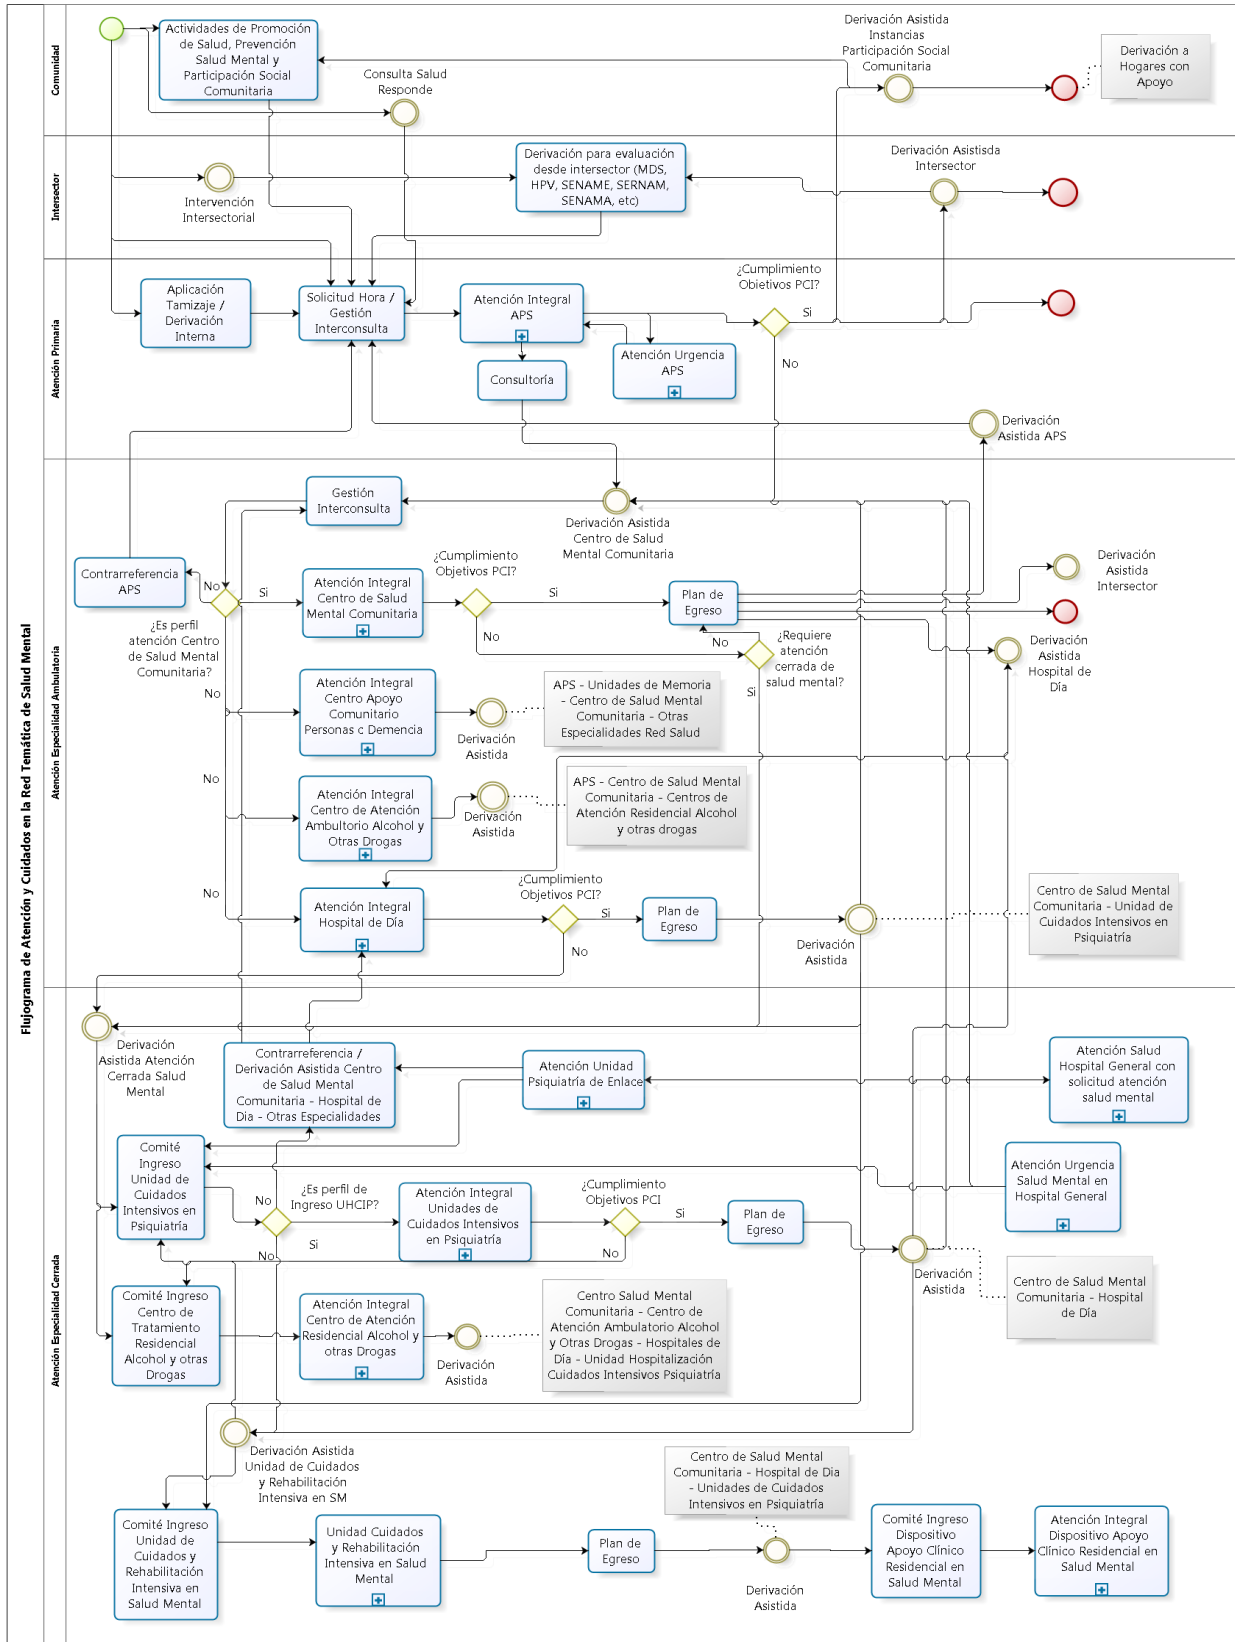 Flujograma de Atención y Cuidados en la Red Temática de Salud Mental
Comunidad
Actividades de Promoción
de Salud, Prevención
Salud Mental y
Participación Social
Comunitaria
Consulta Salud
Responde
Derivación Asistida
Instancias
Participación Social
Comunitaria
Derivación a
Hogares con
Apoyo
Intersector
Intervención
Intersectorial
Derivación para evaluación
desde intersector (MDS,
HPV, SENAME, SERNAM,
SENAMA, etc)
Derivación Asistisda
Intersector
Atención Primaria
Aplicación
Tamizaje /
Derivación
Interna
Solicitud Hora /
Gestión
Interconsulta
Atención Integral
APS
Consultoría
Atención Urgencia
APS
¿Cumplimiento
Obietivos PCI?
Si
No
Derivación
Asistida APS
Atención Especialidad Ambulatoria
Gestión
Interconsulta
Derivación Asistida
Centro de Salud
Mental Comunitaria
Contrarreferencia
APS
No
¿Es perfil
atención Centro
de Salud Mental
Comunitaria?
Si
Atención Integral
Centro de Salud
Mental Comunitaria
¿Cumplimiento
Objetivos PCI?
Si
No
Plan de
Egreso
No
¿Requiere
atención
cerrada de
salud mental?
Si
Derivación
Asistida
Intersector
Derivación
Asistida
Hospital de
Día
No
Atención Integral
Centro Apoyo
Comunitario
Personas c Demencia
Derivación
Asistida
APS - Unidades de Memoria
- Centro de Salud Mental
Comunitaria - Otras
Especialidades Red Salud
No
Atención Integral
Centro de Atención
Ambultorio Alcohol y
Otras Drogas
Derivación
Asistida
APS - Centro de Salud Mental
Comunitaria - Centros de
Atención Residencial Alcohol
y otras drogas
No
Atención Integral
Hospital de Día
¿Cumplimiento
Objetivos PCI?
Si
No
Plan de
Egreso
Derivación
Asistida
Centro de Salud Mental
Comunitaria - Unidad de
Cuidados Intensivos en
Psiquiatría
Atención Especialidad Cerrada
Derivación
Asistida Atención
Cerrada Salud
Mental
Contrarreferencia /
Derivación Asistida Centro
de Salud Mental
Comunitaria - Hospital de
Dia - Otras Especialidades
Atención Unidad
Psiquiatría de Enlace
Atención Salud
Hospital General con
solicitud atención
salud mental
Comité
Ingreso
Unidad de
Cuidados
Intensivos en
Psiquiatría
No
¿Es perfil de
Ingreso UHCIP?
Si
No
Atención Integral
Unidades de
Cuidados Intensivos
en Psiquiatría
¿Cumplimiento
Objetivos PCI
Si
No
Plan de
Egreso
Derivación
Asistida
Atención Urgencia
Salud Mental en
Hospital General
Centro de Salud Mental
Comunitaria - Hospital
de Día
Comité Ingreso
Centro de
Tratamiento
Residencial
Alcohol y otras
Drogas
Atención Integral
Centro de Atención
Residencial Alcohol y
otras Drogas
Derivación
Asistida
Centro Salud Mental
Comunitaria - Centro de
Atención Ambulatorio Alcohol
y Otras Drogas - Hospitales de
Día - Unidad Hospitalización
Cuidados Intensivos Psiquiatría
Derivación Asistida
Unidad de Cuidados
y Rehabilitación
Intensiva en SM
Comité Ingreso
Unidad de
Cuidados y
Rehabilitación
Intensiva en
Salud Mental
Unidad Cuidados
y Rehabilitación
Intensiva en Salud
Mental
Plan de
Egreso
Centro de Salud Mental
Comunitaria - Hospital de Dia
- Unidades de Cuidados
Intensivos en Psiquiatría
Derivación
Asistida
Comité Ingreso
Dispositivo
Apoyo Clínico
Residencial en
Salud Mental
Atención Integral
Dispositivo Apoyo
Clínico Residencial en
Salud Mental